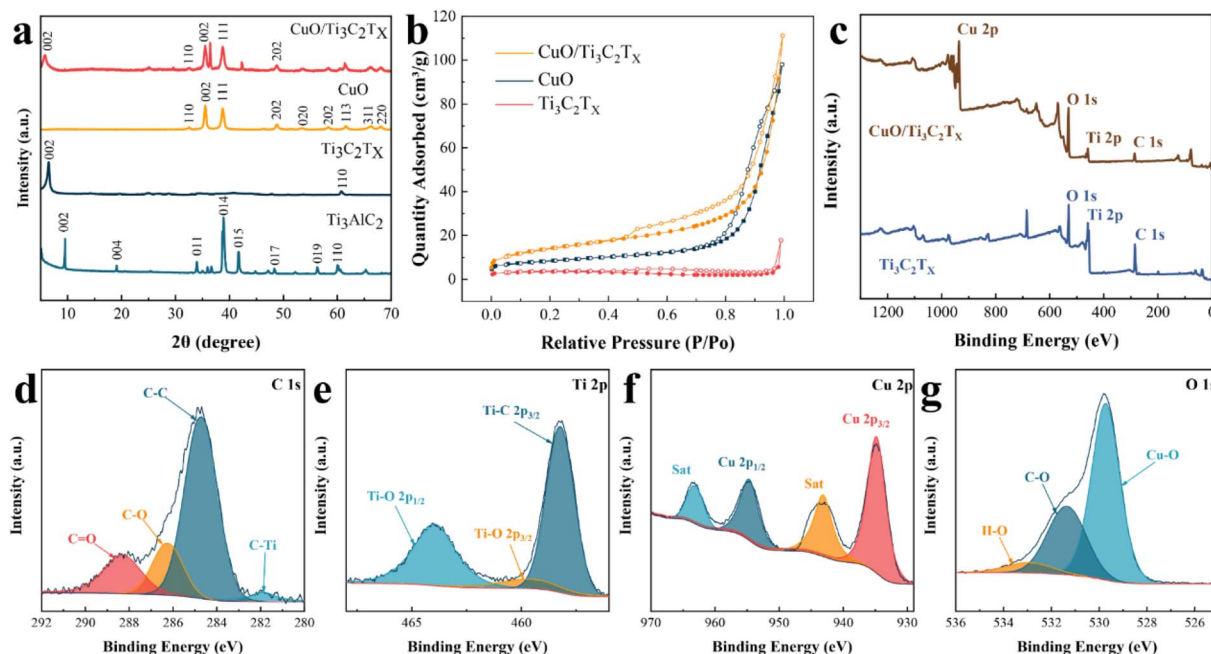 a
Intensity (a.u.)
002
110
002
111
202
CuO/Ti₃C₂Tₓ
110
002
111
202
020
202
113
311
220
CuO
002
110
Ti₃C₂Tₓ
002
004
011
014
015
017
019
110
Ti₃AlC₂
10 20 30 40 50 60 70
2θ (degree)
b
Quantity Adsorbed (cm³/g)
120
100
80
60
40
20
0
CuO/Ti₃C₂Tₓ
CuO
Ti₃C₂Tₓ
0.0 0.2 0.4 0.6 0.8 1.0
Relative Pressure (P/Po)
c
Intensity (a.u.)
Cu 2p
O 1s
Ti 2p
C 1s
CuO/Ti₃C₂Tₓ
O 1s
Ti 2p
C 1s
Ti₃C₂Tₓ
1200 1000 800 600 400 200 0
Binding Energy (eV)
d
C 1s
Intensity (a.u.)
C-C
C-O
C=O
C-Ti
292 290 288 286 284 282 280
Binding Energy (eV)
e
Ti 2p
Intensity (a.u.)
Ti-C 2p₃/₂
Ti-O 2p₁/₂
Ti-O 2p₃/₂
465 460
Binding Energy (eV)
f
Cu 2p
Intensity (a.u.)
Cu 2p₃/₂
Cu 2p₁/₂
Sat
Sat
970 960 950 940 930
Binding Energy (eV)
g
O 1s
Intensity (a.u.)
Cu-O
C-O
H-O
536 534 532 530 528 526
Binding Energy (eV)